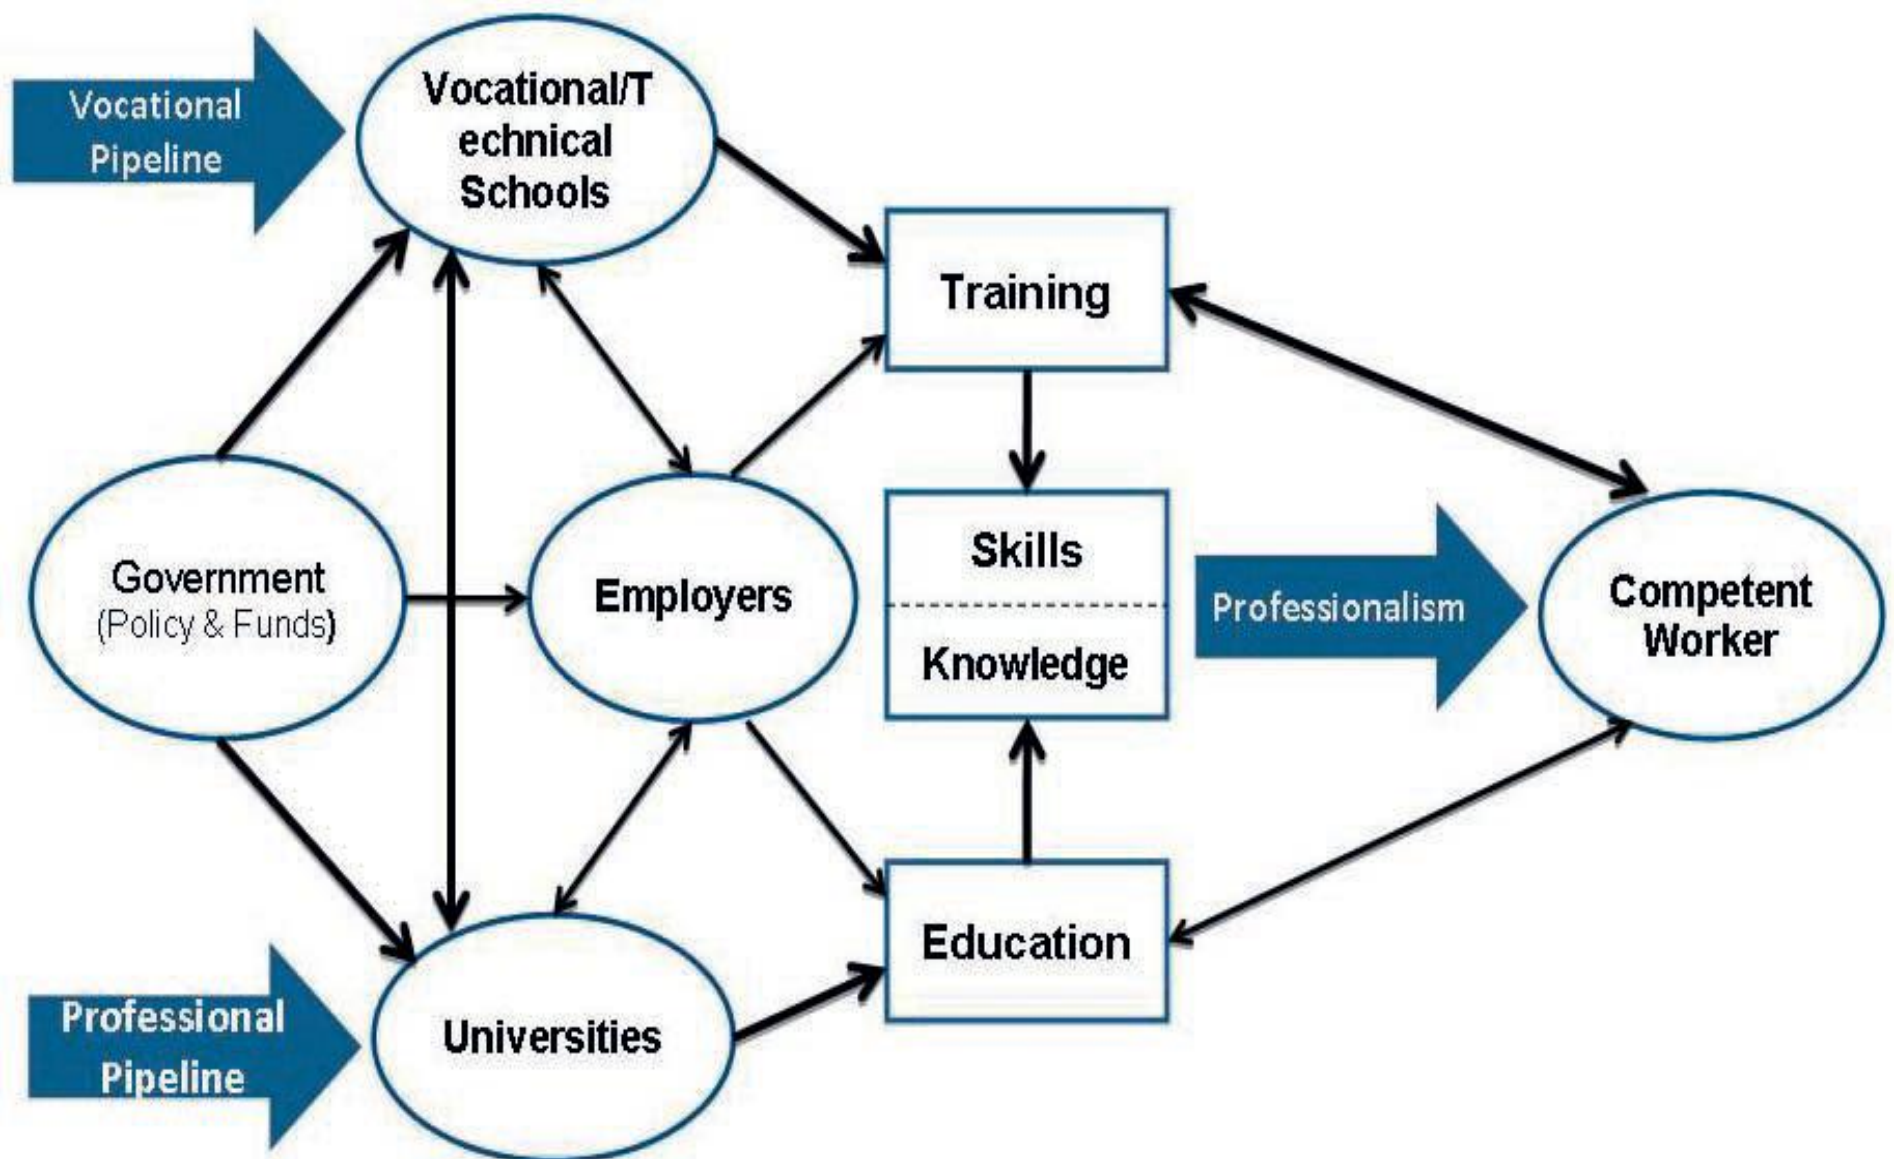 Vocational
Pipeline
Vocational/T
echnical
Schools
Training
Government
(Policy & Funds)
Employers
Skills
Knowledge
Professionalism
Competent
Worker
Education
Professional
Pipeline
Universities